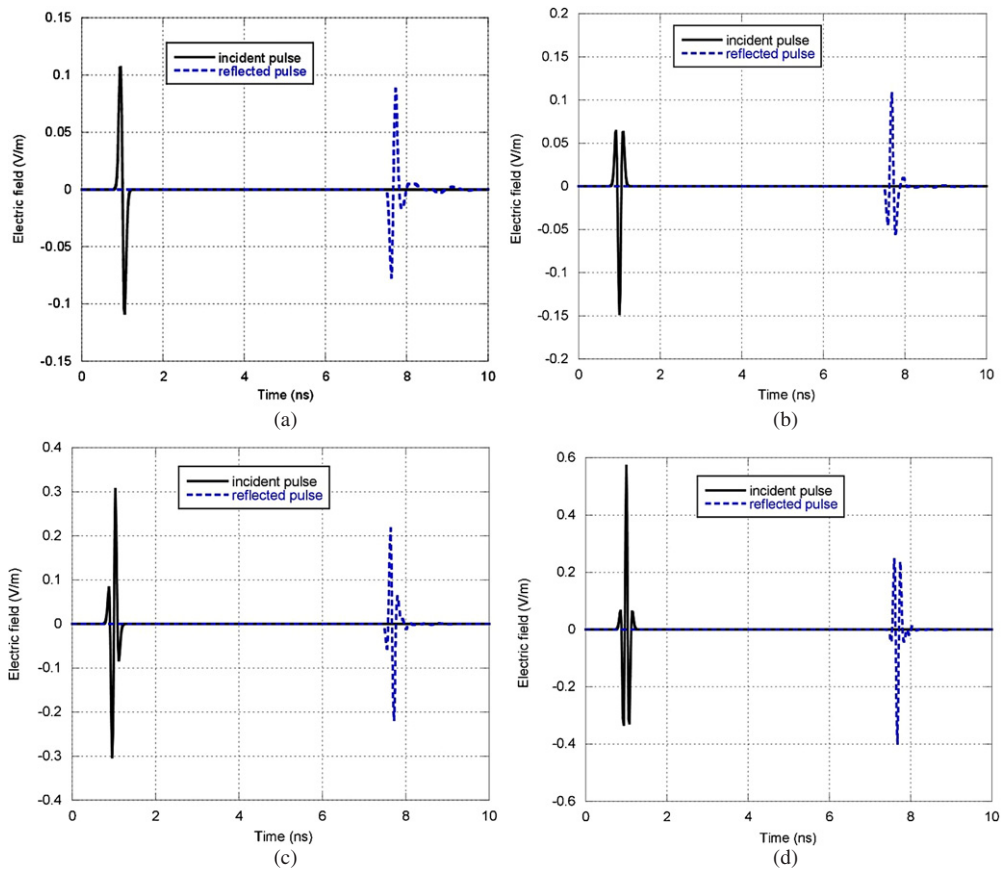 0.15
0.1
0.05
0
-0.05
-0.1
-0.15
Electric field (V/m)
incident pulse
reflected pulse
0 2 4 6 8 10
Time (ns)
(a)
0.2
0.15
0.1
0.05
0
-0.05
-0.1
-0.15
-0.2
Electric field (V/m)
incident pulse
reflected pulse
0 2 4 6 8 10
Time (ns)
(b)
0.4
0.3
0.2
0.1
0
-0.1
-0.2
-0.3
-0.4
Electric field (V/m)
incident pulse
reflected pulse
0 2 4 6 8 10
Time (ns)
(c)
0.6
0.4
0.2
0
-0.2
-0.4
-0.6
Electric field (V/m)
incident pulse
reflected pulse
0 2 4 6 8 10
Time (ns)
(d)